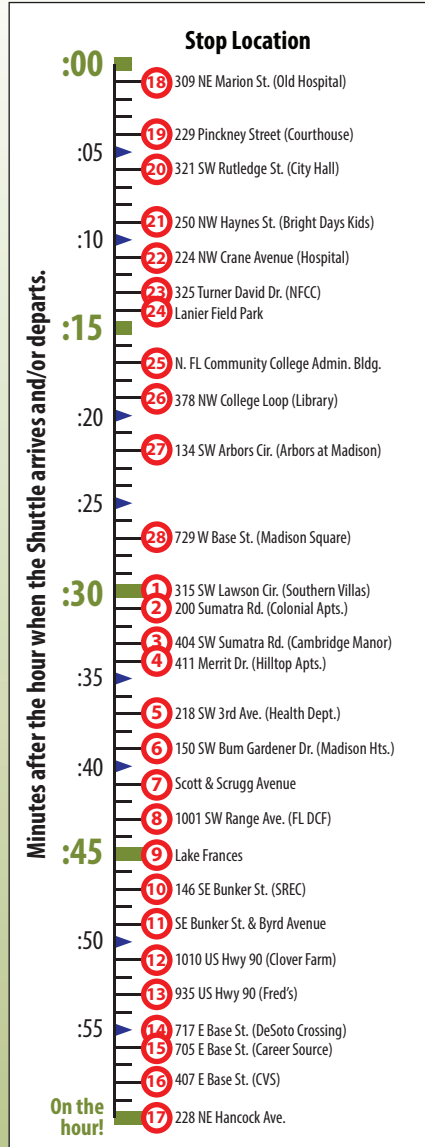 Stop Location
:00
18 309 NE Marion St. (Old Hospital)
19 229 Pinckney Street (Courthouse)
:05
20 321 SW Rutledge St. (City Hall)
21 250 NW Haynes St. (Bright Days Kids)
:10
22 224 NW Crane Avenue (Hospital)
23 325 Turner David Dr. (NFCC)
24 Lanier Field Park
:15
25 N. FL Community College Admin. Bldg.
26 378 NW College Loop (Library)
:20
27 134 SW Arbors Cir. (Arbors at Madison)
:25
28 729 W Base St. (Madison Square)
:30
1 315 SW Lawson Cir. (Southern Villas)
2 200 Sumatra Rd. (Colonial Apts.)
3 404 SW Sumatra Rd. (Cambridge Manor)
4 411 Merrit Dr. (Hilltop Apts.)
:35
5 218 SW 3rd Ave. (Health Dept.)
6 150 SW Bum Gardener Dr. (Madison Hts.)
:40
7 Scott & Scrugg Avenue
8 1001 SW Range Ave. (FL DCF)
:45
9 Lake Frances
10 146 SE Bunker St. (SREC)
11 SE Bunker St. & Byrd Avenue
:50
12 1010 US Hwy 90 (Clover Farm)
13 935 US Hwy 90 (Fred's)
:55
14 717 E Base St. (DeSoto Crossing)
15 705 E Base St. (Career Source)
16 407 E Base St. (CVS)
On the
hour!
17 228 NE Hancock Ave.
Minutes after the hour when the Shuttle arrives and/or departs.